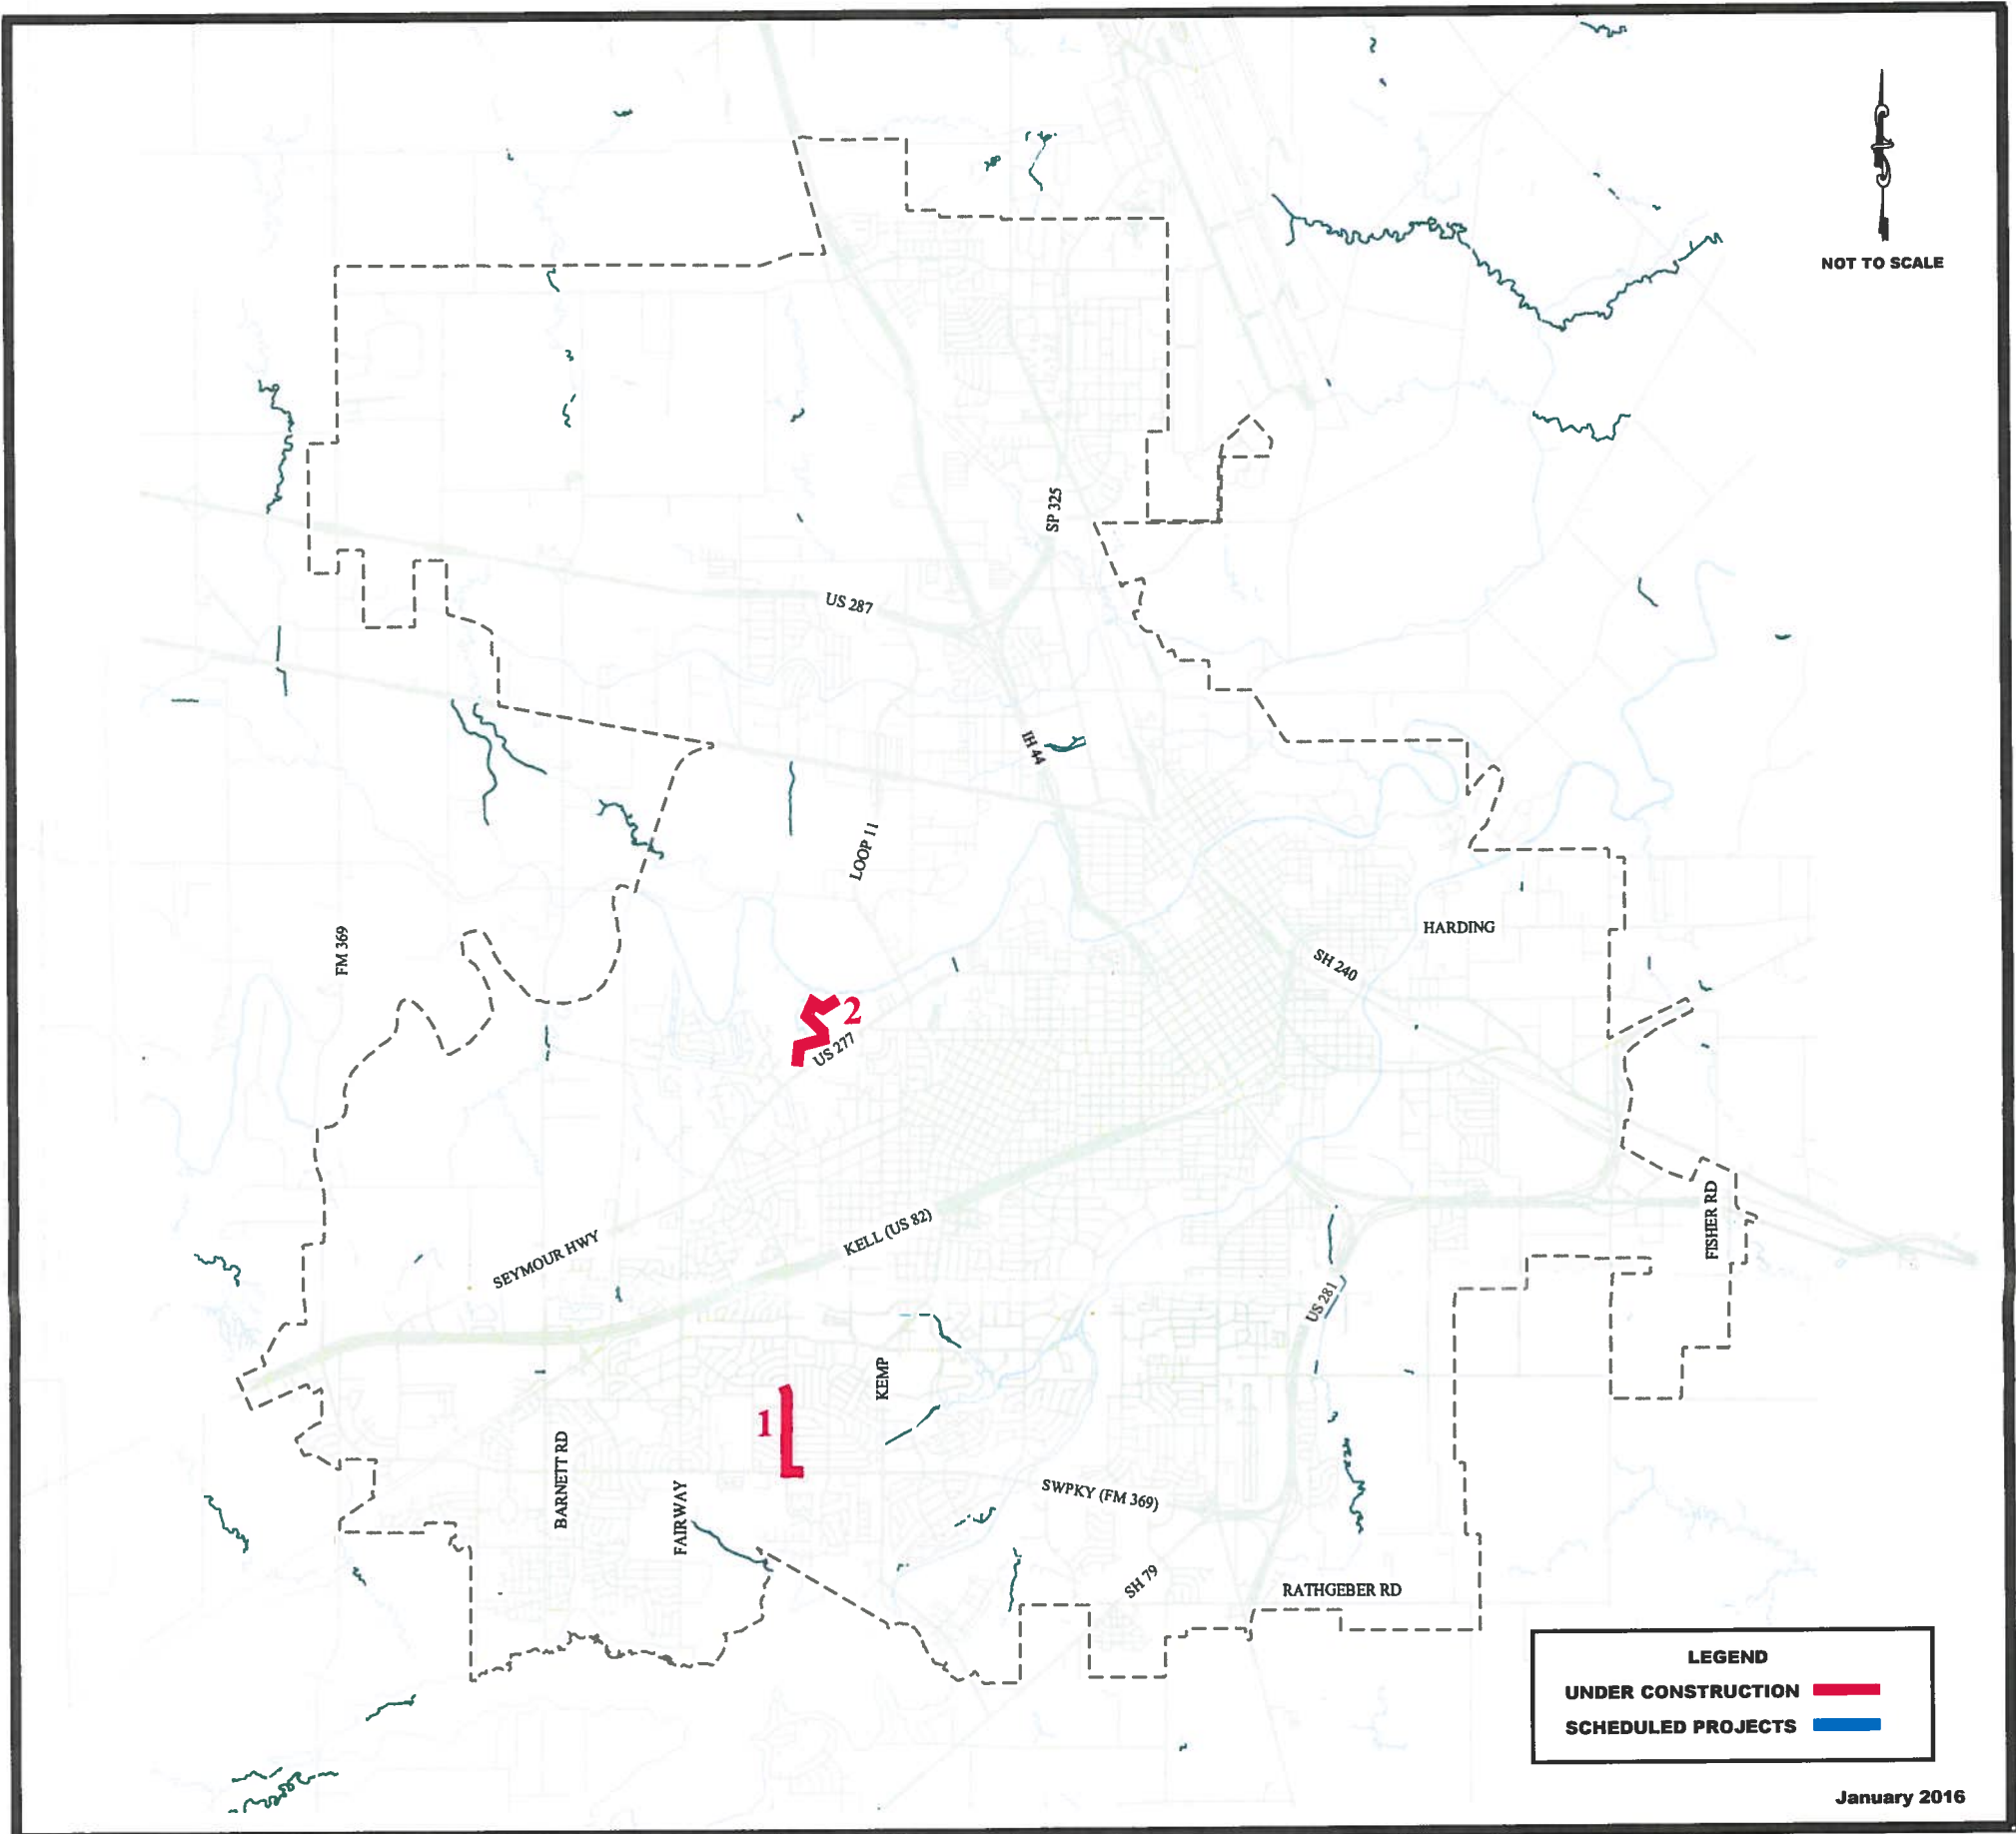 NOT TO SCALE
SP 325
US 287
IH 44
LOOP 11
HARDING
FM 369
SH 240
2
US 277
FISHER RD
KELL (US 82)
SEYMOUR HWY
US 281
KEMP
1
BARNETT RD
FAIRWAY
SWPKY (FM 369)
SH 79
RATHGEBER RD
LEGEND
UNDER CONSTRUCTION
SCHEDULED PROJECTS
January 2016